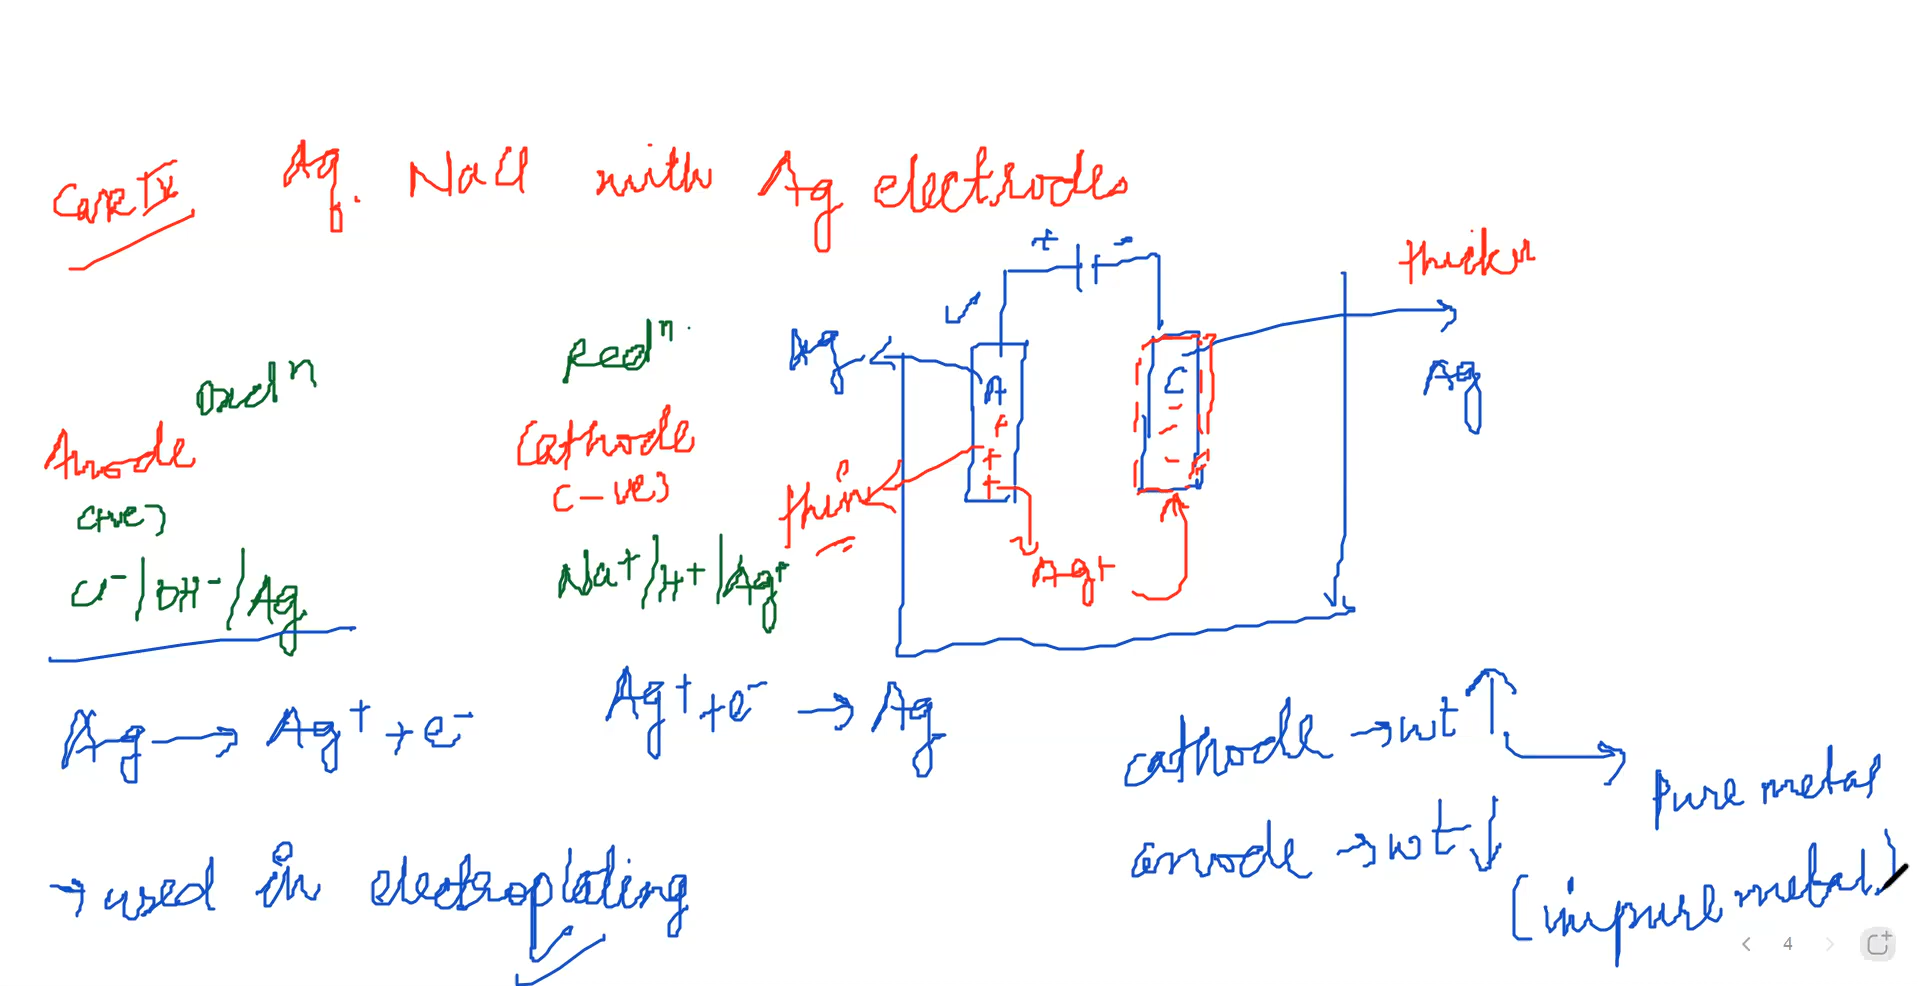 Case IV Aq. NaCl with Ag electrodes
+ -
thicker
Redⁿ
Oxdⁿ
Ag
A
C
Ag
Anode
Cathode
(+ve)
(-ve)
thin
+
+
+
-
-
-
Cl⁻/OH⁻/Ag
Na⁺/H⁺/Ag⁺
Ag+
Ag → Ag⁺ + e⁻
Ag⁺ + e⁻ → Ag
cathode → wt ↑ → pure metal
anode → wt ↓ (impure metal)
→ used in electroplating
4